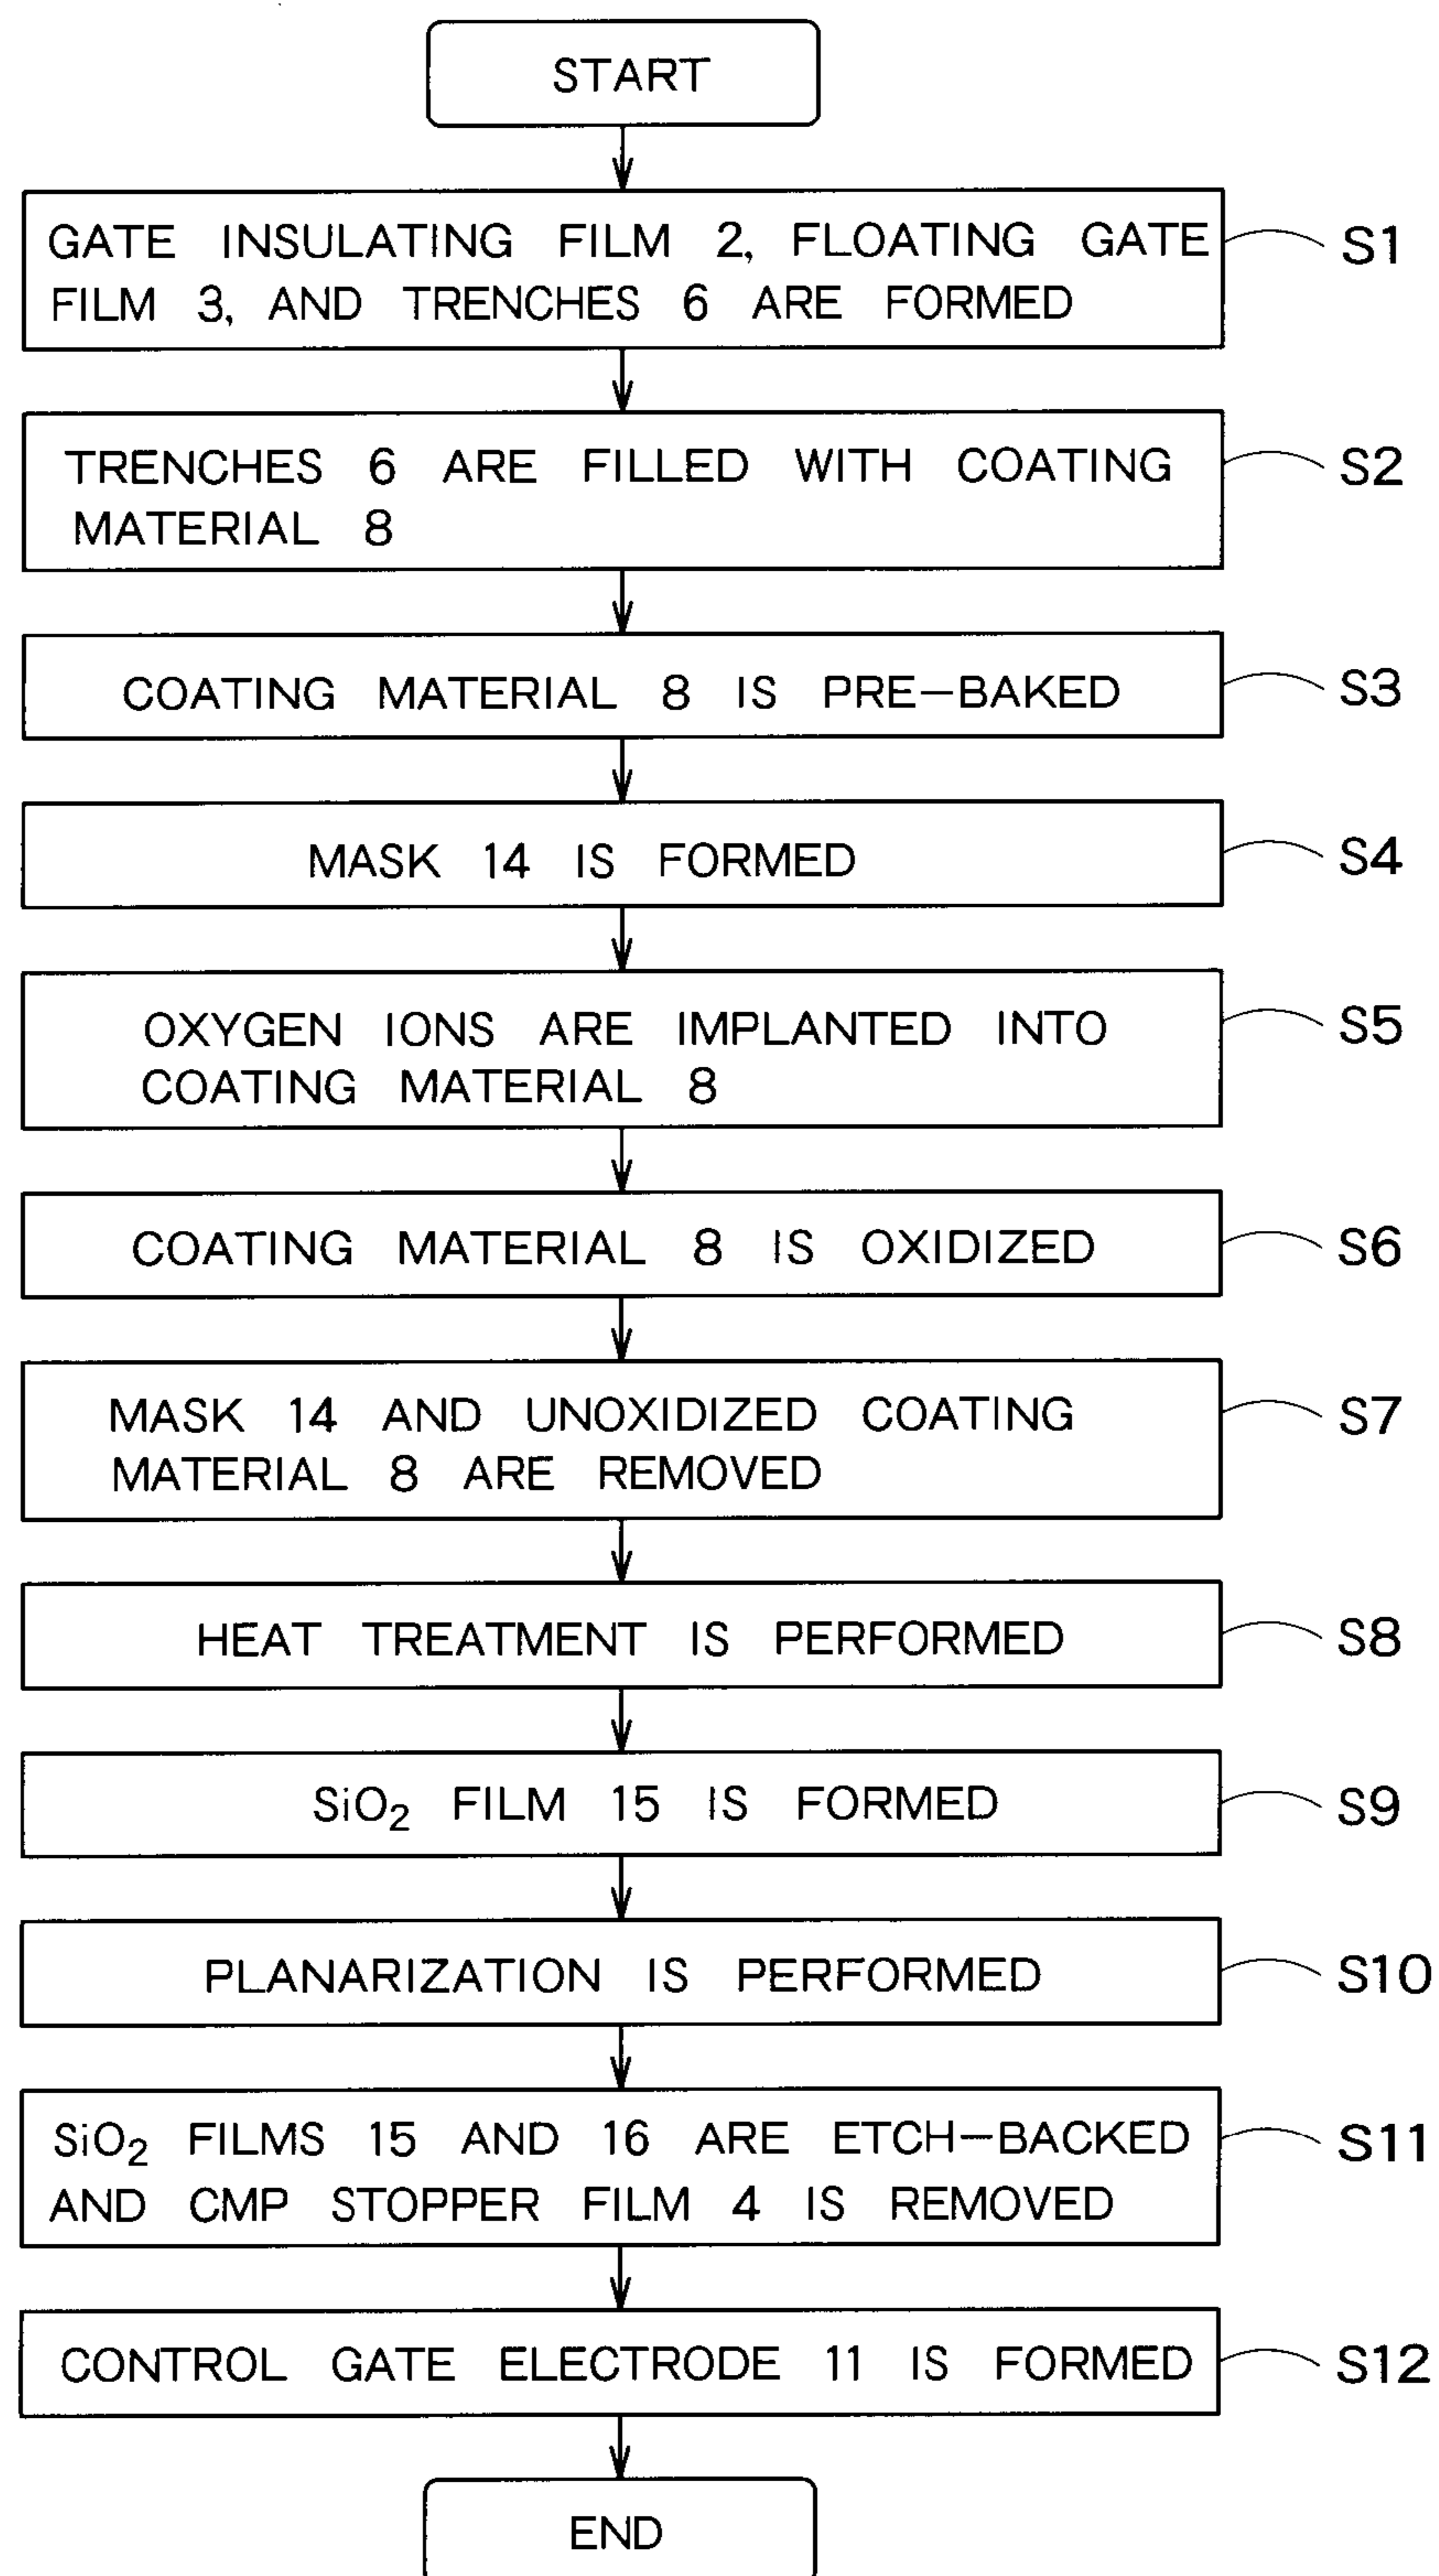 START
GATE INSULATING FILM 2, FLOATING GATE
FILM 3, AND TRENCHES 6 ARE FORMED
S1
TRENCHES 6 ARE FILLED WITH COATING
MATERIAL 8
S2
COATING MATERIAL 8 IS PRE-BAKED
S3
MASK 14 IS FORMED
S4
OXYGEN IONS ARE IMPLANTED INTO
COATING MATERIAL 8
S5
COATING MATERIAL 8 IS OXIDIZED
S6
MASK 14 AND UNOXIDIZED COATING
MATERIAL 8 ARE REMOVED
S7
HEAT TREATMENT IS PERFORMED
S8
SiO₂ FILM 15 IS FORMED
S9
PLANARIZATION IS PERFORMED
S10
SiO₂ FILMS 15 AND 16 ARE ETCH-BACKED
AND CMP STOPPER FILM 4 IS REMOVED
S11
CONTROL GATE ELECTRODE 11 IS FORMED
S12
END